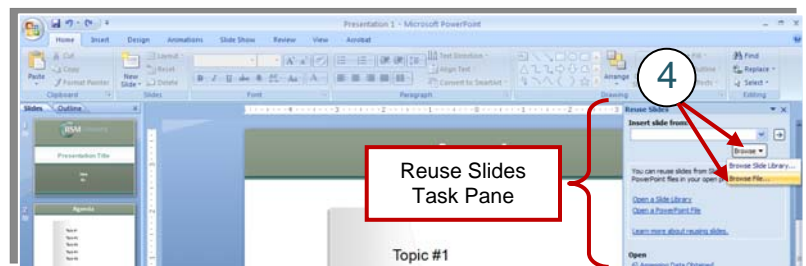 Presentation 1 - Microsoft PowerPoint
Home Insert Design Animations Slide Show Review View Acrobat
Cut
Copy
Format Painter
Paste
Clipboard
New
Slide
Layout
Reset
Delete
Slides
Font
Text Direction
Align Text
Convert to SmartArt
Paragraph
Arrange
Drawing
Find
Replace
Select
Editing
4
Slides Outline
RSM
Presentation Title
Agenda
Reuse Slides
Task Pane
Topic #1
Reuse Slides
Insert slide from:
Browse
Browse Slide Library...
Browse File...
You can reuse slides from
PowerPoint files in your open
Open a Slide Library
Open a PowerPoint File
Learn more about reusing slides.
Open